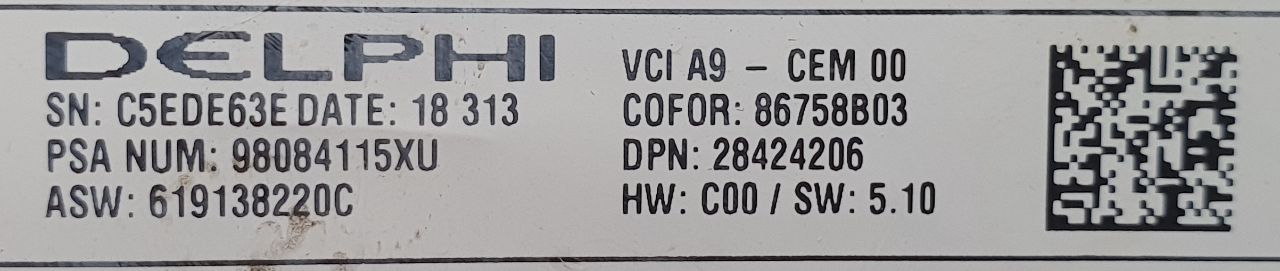 DELPHI
SN: C5EDE63E DATE: 18 313
PSA NUM: 98084115XU
ASW: 619138220C
VCI A9 – CEM 00
COFOR: 86758B03
DPN: 28424206
HW: C00 / SW: 5.10